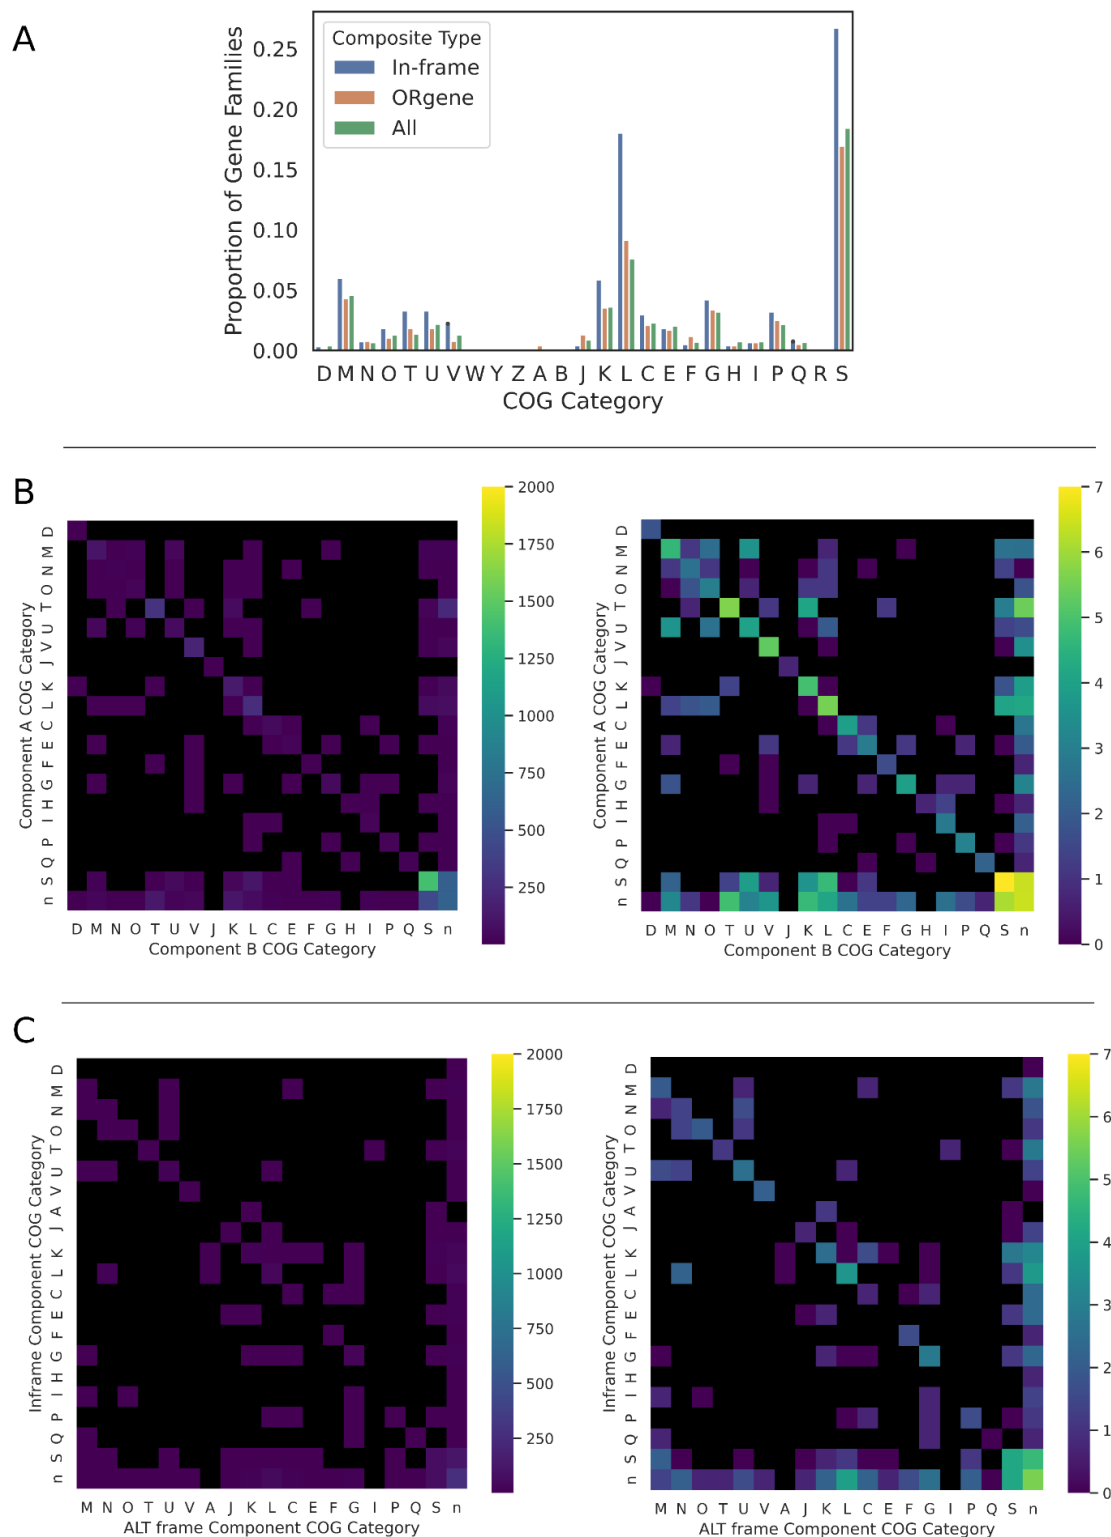 A
Proportion of Gene Families
0.25
0.20
0.15
0.10
0.05
0.00
Composite Type
In-frame
ORgene
All
D M N O T U V W Y Z A B J K L C E F G H I P Q R S
COG Category
B
Component A COG Category
D
M
N
O
T
U
V
J
K
L
C
E
F
G
H
I
P
Q
S
n
D M N O T U V J K L C E F G H I P Q S n
Component B COG Category
2000
1750
1500
1250
1000
750
500
250
Component A COG Category
D
M
N
O
T
U
V
J
K
L
C
E
F
G
H
I
P
Q
S
n
D M N O T U V J K L C E F G H I P Q S n
Component B COG Category
7
6
5
4
3
2
1
0
C
Inframe Component COG Category
D
M
N
O
T
U
V
A
J
K
L
C
E
F
G
H
I
P
Q
S
n
M N O T U V A J K L C E F G I P Q S n
ALT frame Component COG Category
2000
1750
1500
1250
1000
750
500
250
Inframe Component COG Category
D
M
N
O
T
U
V
A
J
K
L
C
E
F
G
H
I
P
Q
S
n
M N O T U V A J K L C E F G I P Q S n
ALT frame Component COG Category
7
6
5
4
3
2
1
0